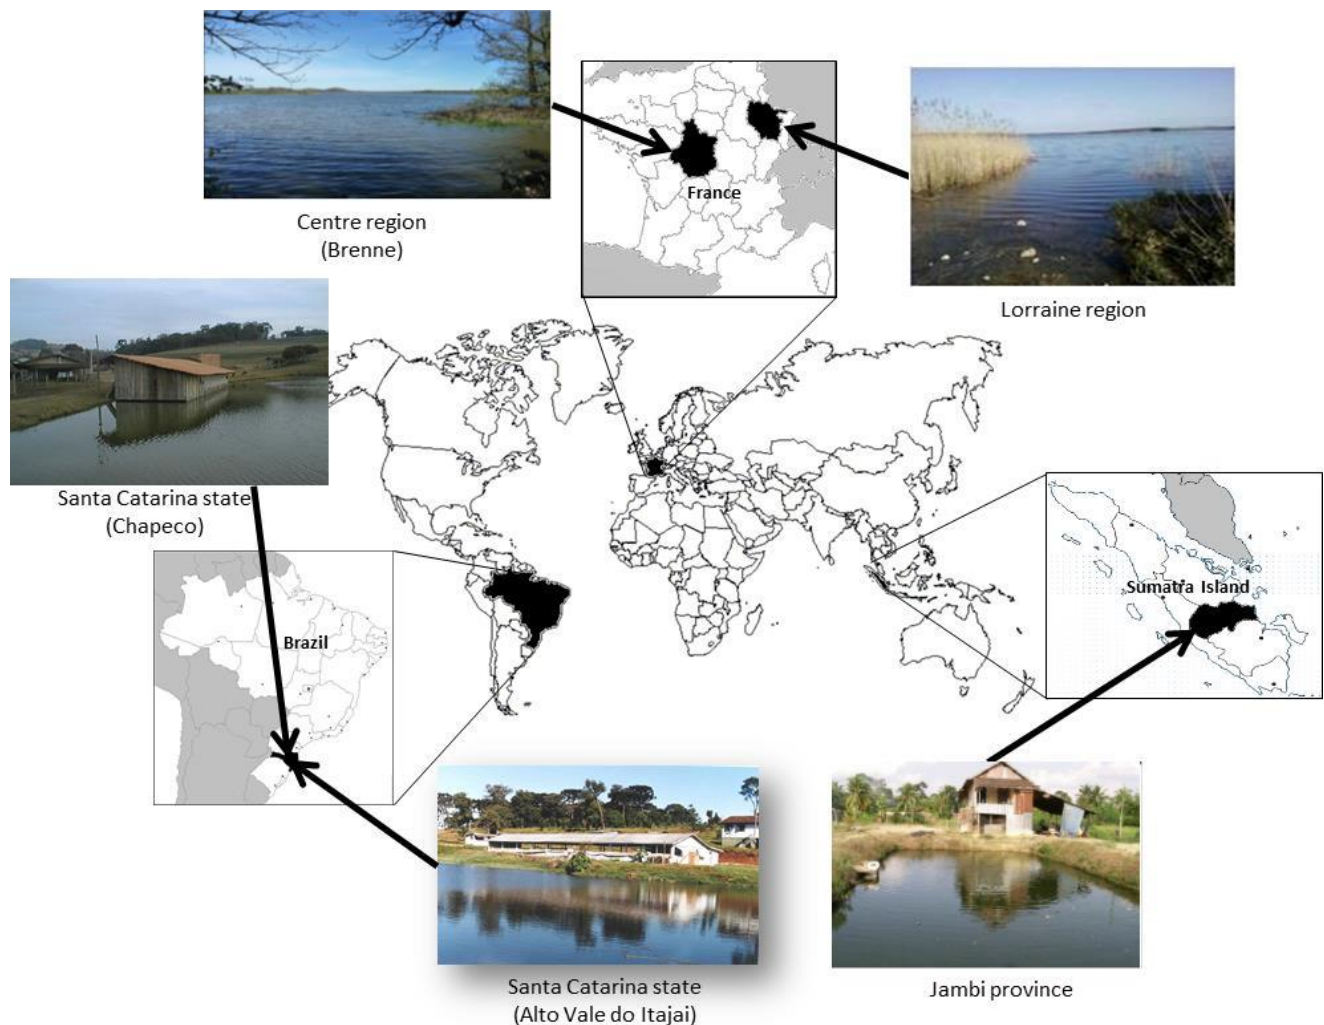 France
Centre region
(Brenne)
Lorraine region
Santa Catarina state
(Chapeco)
Sumatra Island
Brazil
Santa Catarina state
(Alto Vale do Itajai)
Jambi province